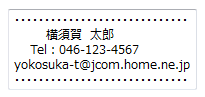 横須賀 太郎
Tel：046-123-4567
yokosuka-t@jcom.home.ne.jp